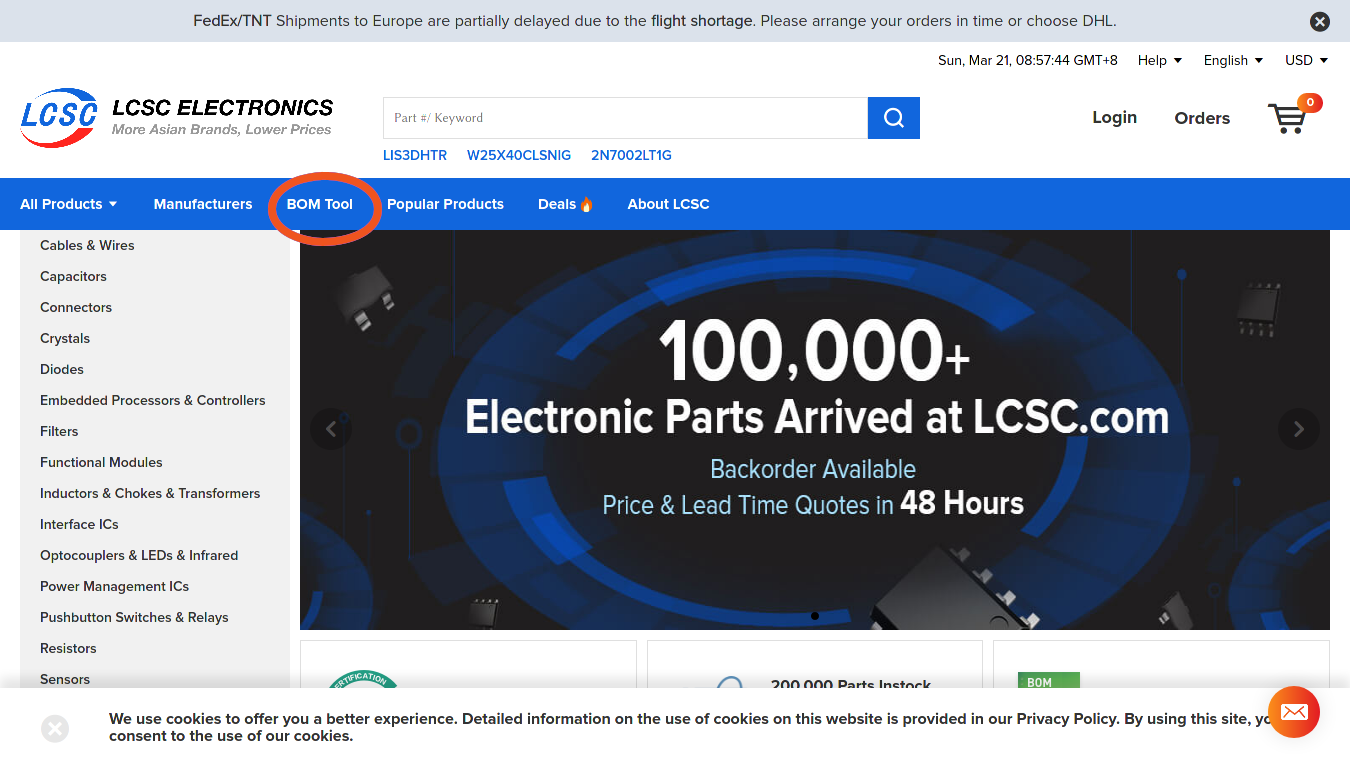 FedEx/TNT Shipments to Europe are partially delayed due to the flight shortage. Please arrange your orders in time or choose DHL.
Sun, Mar 21, 08:57:44 GMT+8 Help English USD
LCSC LCSC ELECTRONICS
More Asian Brands, Lower Prices
Part #/ Keyword
Login Orders 0
LIS3DHTR W25X40CLSNIG 2N7002LT1G
All Products Manufacturers BOM Tool Popular Products Deals About LCSC
Cables & Wires
Capacitors
Connectors
Crystals
Diodes
Embedded Processors & Controllers
Filters
Functional Modules
Inductors & Chokes & Transformers
Interface ICs
Optocouplers & LEDs & Infrared
Power Management ICs
Pushbutton Switches & Relays
Resistors
Sensors
100,000+
Electronic Parts Arrived at LCSC.com
Backorder Available
Price & Lead Time Quotes in 48 Hours
200,000 Parts Instock
BOM
We use cookies to offer you a better experience. Detailed information on the use of cookies on this website is provided in our Privacy Policy. By using this site,
consent to the use of our cookies.